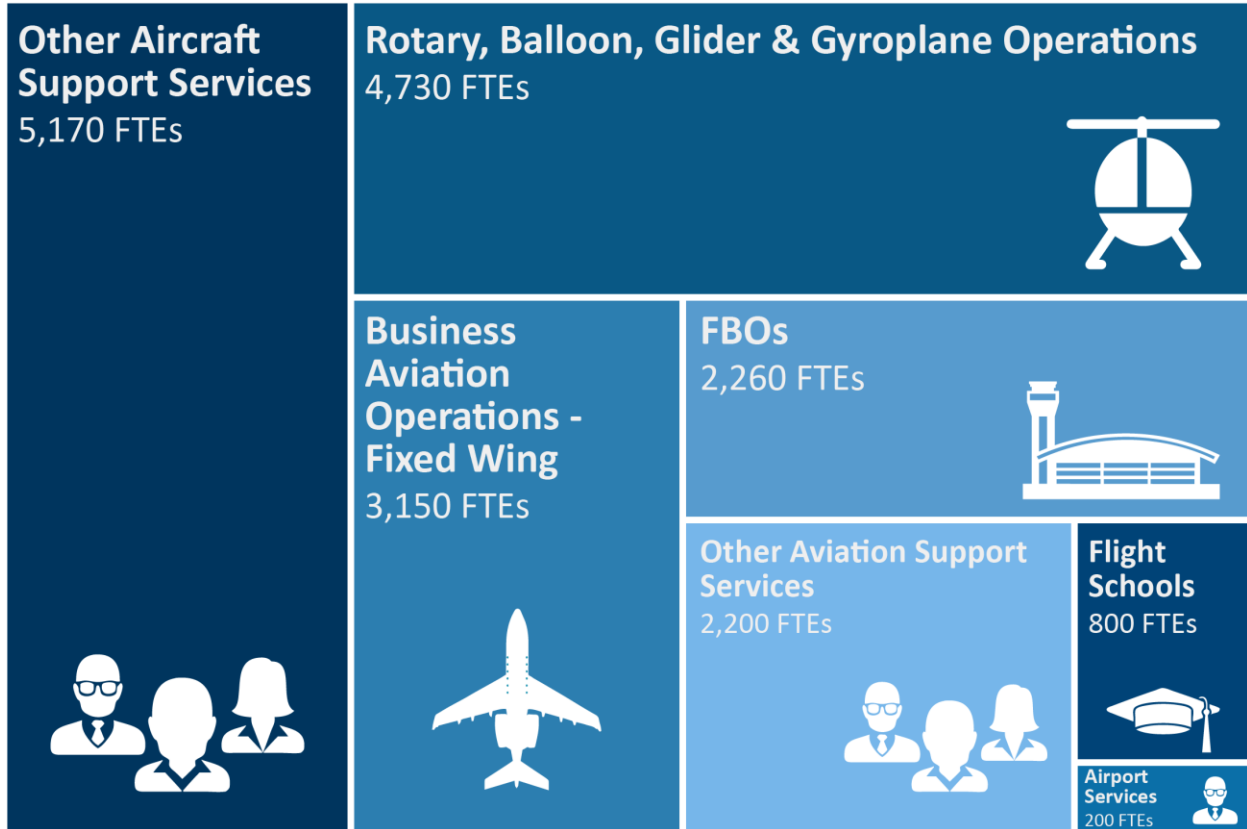 Other Aircraft
Support Services
5,170 FTEs
Rotary, Balloon, Glider & Gyroplane Operations
4,730 FTEs
Business
Aviation
Operations -
Fixed Wing
3,150 FTEs
FBOs
2,260 FTEs
Other Aviation Support
Services
2,200 FTEs
Flight
Schools
800 FTEs
Airport
Services
200 FTEs